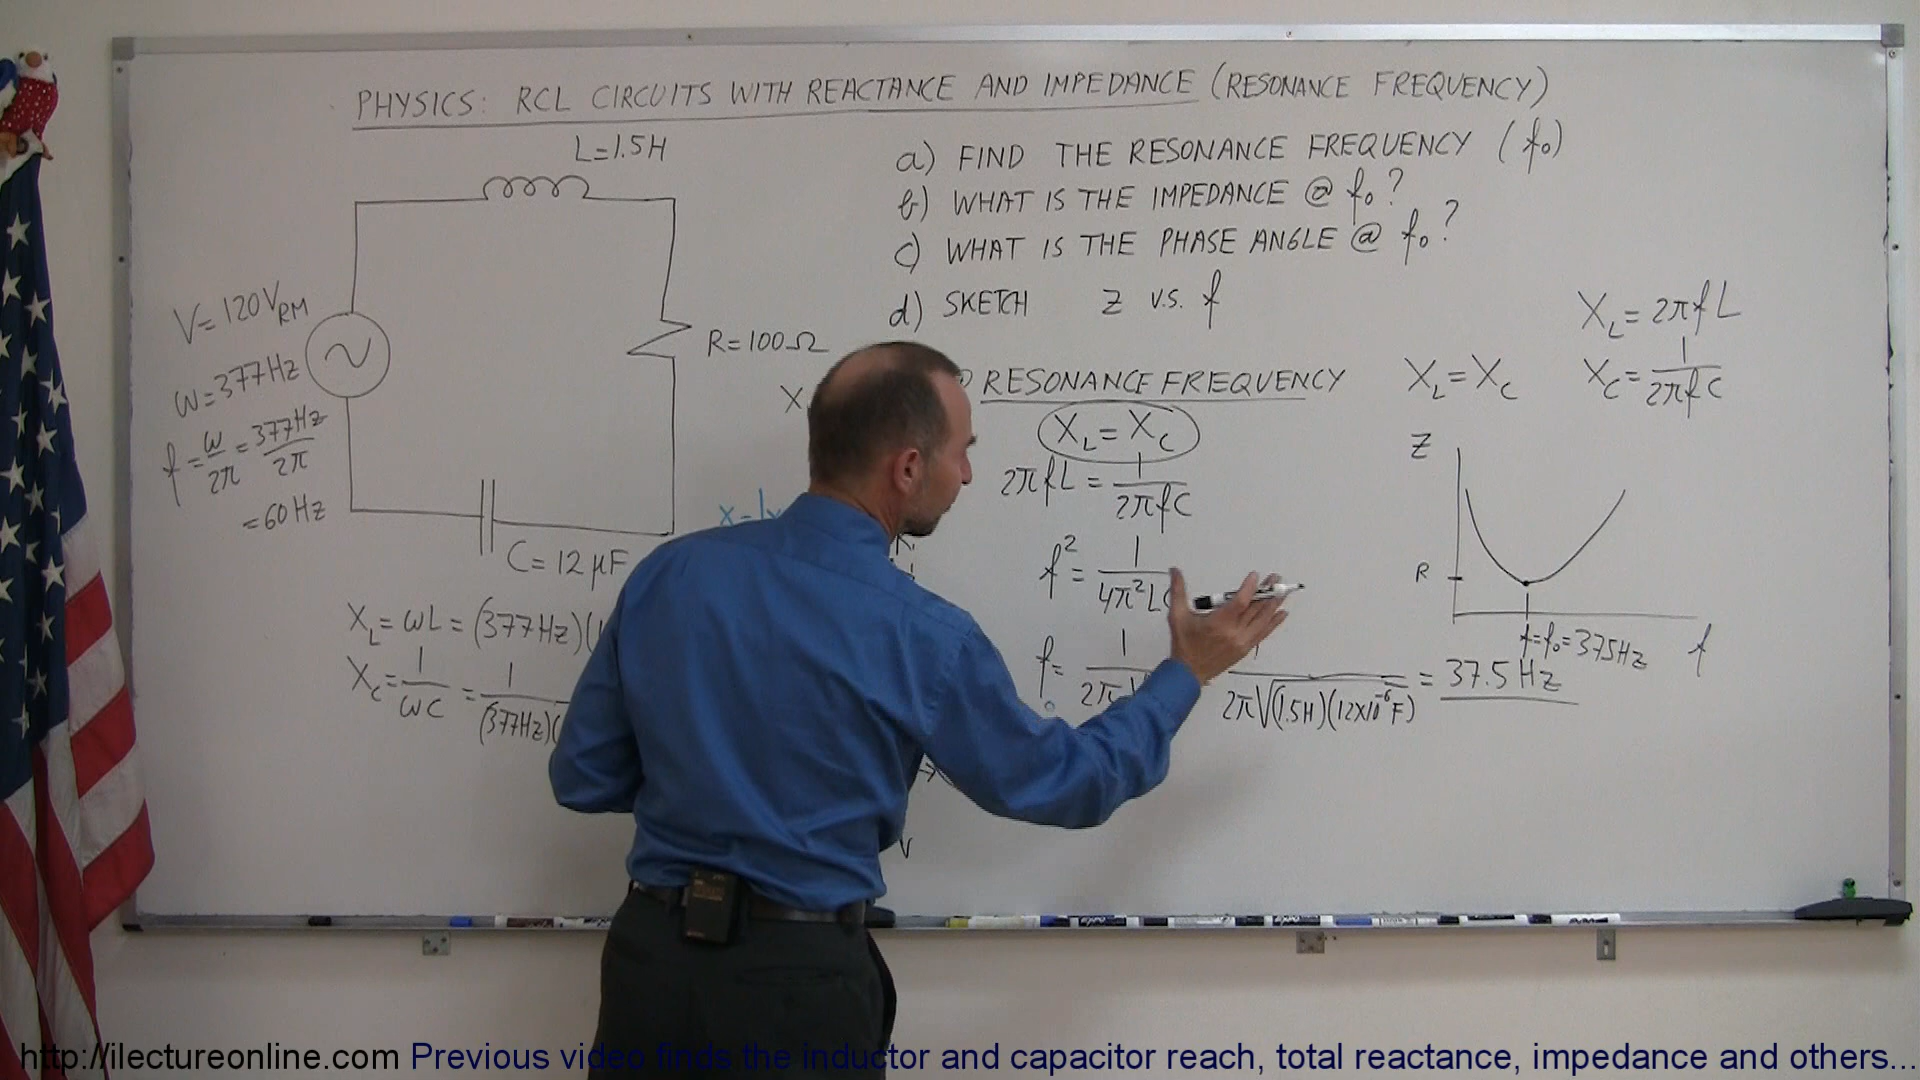 PHYSICS: RCL CIRCUITS WITH REACTANCE AND IMPEDANCE (RESONANCE FREQUENCY)
L=1.5H
V=120VRM
ω=377Hz
f=ω/2π=377Hz/2π
=60Hz
R=100Ω
C=12μF
X_L=ωL=(377Hz)(
X_C=1/ωC=1/(377Hz)(
a) FIND THE RESONANCE FREQUENCY (f₀)
b) WHAT IS THE IMPEDANCE @ f₀?
c) WHAT IS THE PHASE ANGLE @ f₀?
d) SKETCH Z v.s. f
RESONANCE FREQUENCY
X_L=X_C
2πfL=1/2πfC
f²=1/4π²LC
f₀=1/2π√
2π√(1.5H)(12x10⁻⁶F) = 37.5Hz
X_L=X_C
X_L=2πfL
X_C=1/2πfC
Z
R
f=f₀=37.5Hz
f
http://ilectureonline.com Previous video finds the inductor and capacitor reach, total reactance, impedance and others...